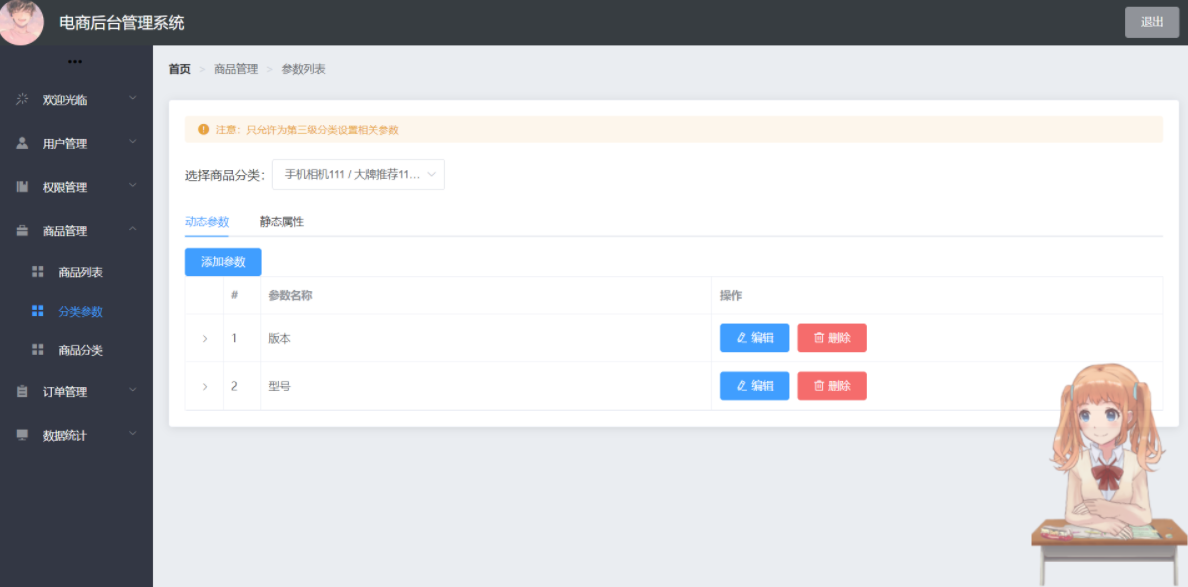 电商后台管理系统
退出
•••
欢迎光临
用户管理
权限管理
商品管理
商品列表
分类参数
商品分类
订单管理
数据统计
首页 > 商品管理 > 参数列表
注意：只允许为第三级分类设置相关参数
选择商品分类： 手机相机111 / 大牌推荐11...
动态参数 静态属性
添加参数
# 参数名称 操作
1 版本 编辑 删除
2 型号 编辑 删除